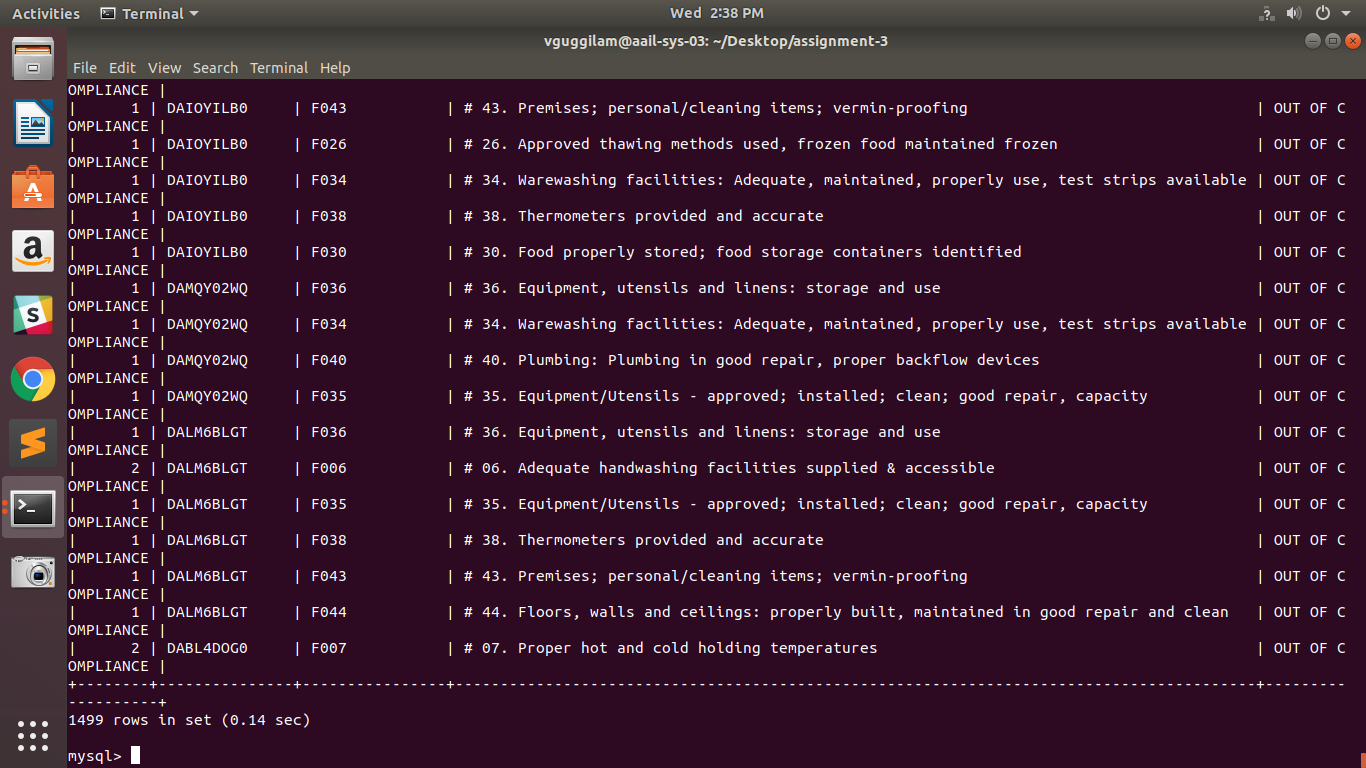 Activities Terminal Wed 2:38 PM
vguggilam@aail-sys-03: ~/Desktop/assignment-3
File Edit View Search Terminal Help
OMPLIANCE |
| 1 | DAIOYILB0 | F043 | # 43. Premises; personal/cleaning items; vermin-proofing | OUT OF C
OMPLIANCE |
| 1 | DAIOYILB0 | F026 | # 26. Approved thawing methods used, frozen food maintained frozen | OUT OF C
OMPLIANCE |
| 1 | DAIOYILB0 | F034 | # 34. Warewashing facilities: Adequate, maintained, properly use, test strips available | OUT OF C
OMPLIANCE |
| 1 | DAIOYILB0 | F038 | # 38. Thermometers provided and accurate | OUT OF C
OMPLIANCE |
| 1 | DAIOYILB0 | F030 | # 30. Food properly stored; food storage containers identified | OUT OF C
OMPLIANCE |
| 1 | DAMQY02WQ | F036 | # 36. Equipment, utensils and linens: storage and use | OUT OF C
OMPLIANCE |
| 1 | DAMQY02WQ | F034 | # 34. Warewashing facilities: Adequate, maintained, properly use, test strips available | OUT OF C
OMPLIANCE |
| 1 | DAMQY02WQ | F040 | # 40. Plumbing: Plumbing in good repair, proper backflow devices | OUT OF C
OMPLIANCE |
| 1 | DAMQY02WQ | F035 | # 35. Equipment/Utensils - approved; installed; clean; good repair, capacity | OUT OF C
OMPLIANCE |
| 1 | DALM6BLGT | F036 | # 36. Equipment, utensils and linens: storage and use | OUT OF C
OMPLIANCE |
| 2 | DALM6BLGT | F006 | # 06. Adequate handwashing facilities supplied & accessible | OUT OF C
OMPLIANCE |
| 1 | DALM6BLGT | F035 | # 35. Equipment/Utensils - approved; installed; clean; good repair, capacity | OUT OF C
OMPLIANCE |
| 1 | DALM6BLGT | F038 | # 38. Thermometers provided and accurate | OUT OF C
OMPLIANCE |
| 1 | DALM6BLGT | F043 | # 43. Premises; personal/cleaning items; vermin-proofing | OUT OF C
OMPLIANCE |
| 1 | DALM6BLGT | F044 | # 44. Floors, walls and ceilings: properly built, maintained in good repair and clean | OUT OF C
OMPLIANCE |
| 2 | DABL4DOG0 | F007 | # 07. Proper hot and cold holding temperatures | OUT OF C
OMPLIANCE |
+--------+---------------+----------------+-----------------------------------------------------------------------------------------+---------
----------+
1499 rows in set (0.14 sec)
mysql>